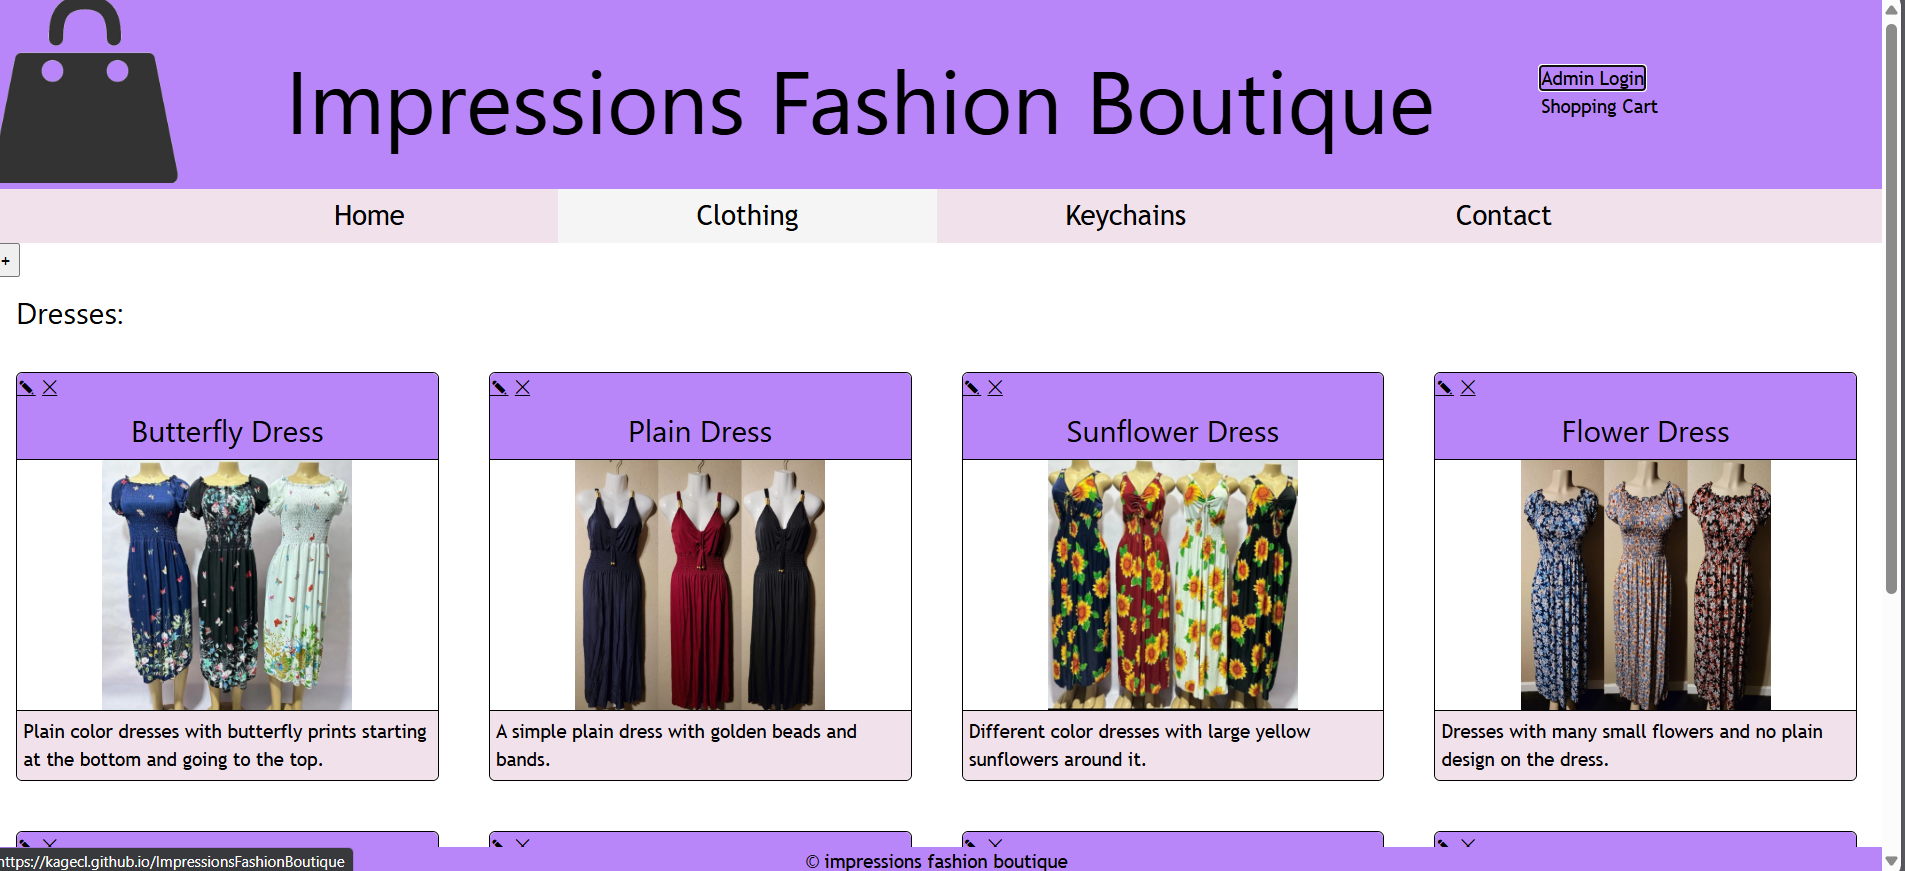 Impressions Fashion Boutique
Admin Login
Shopping Cart
Home Clothing Keychains Contact
+
Dresses:
Butterfly Dress
Plain color dresses with butterfly prints starting
at the bottom and going to the top.
Plain Dress
A simple plain dress with golden beads and
bands.
Sunflower Dress
Different color dresses with large yellow
sunflowers around it.
Flower Dress
Dresses with many small flowers and no plain
design on the dress.
© impressions fashion boutique
https://kagecl.github.io/ImpressionsFashionBoutique